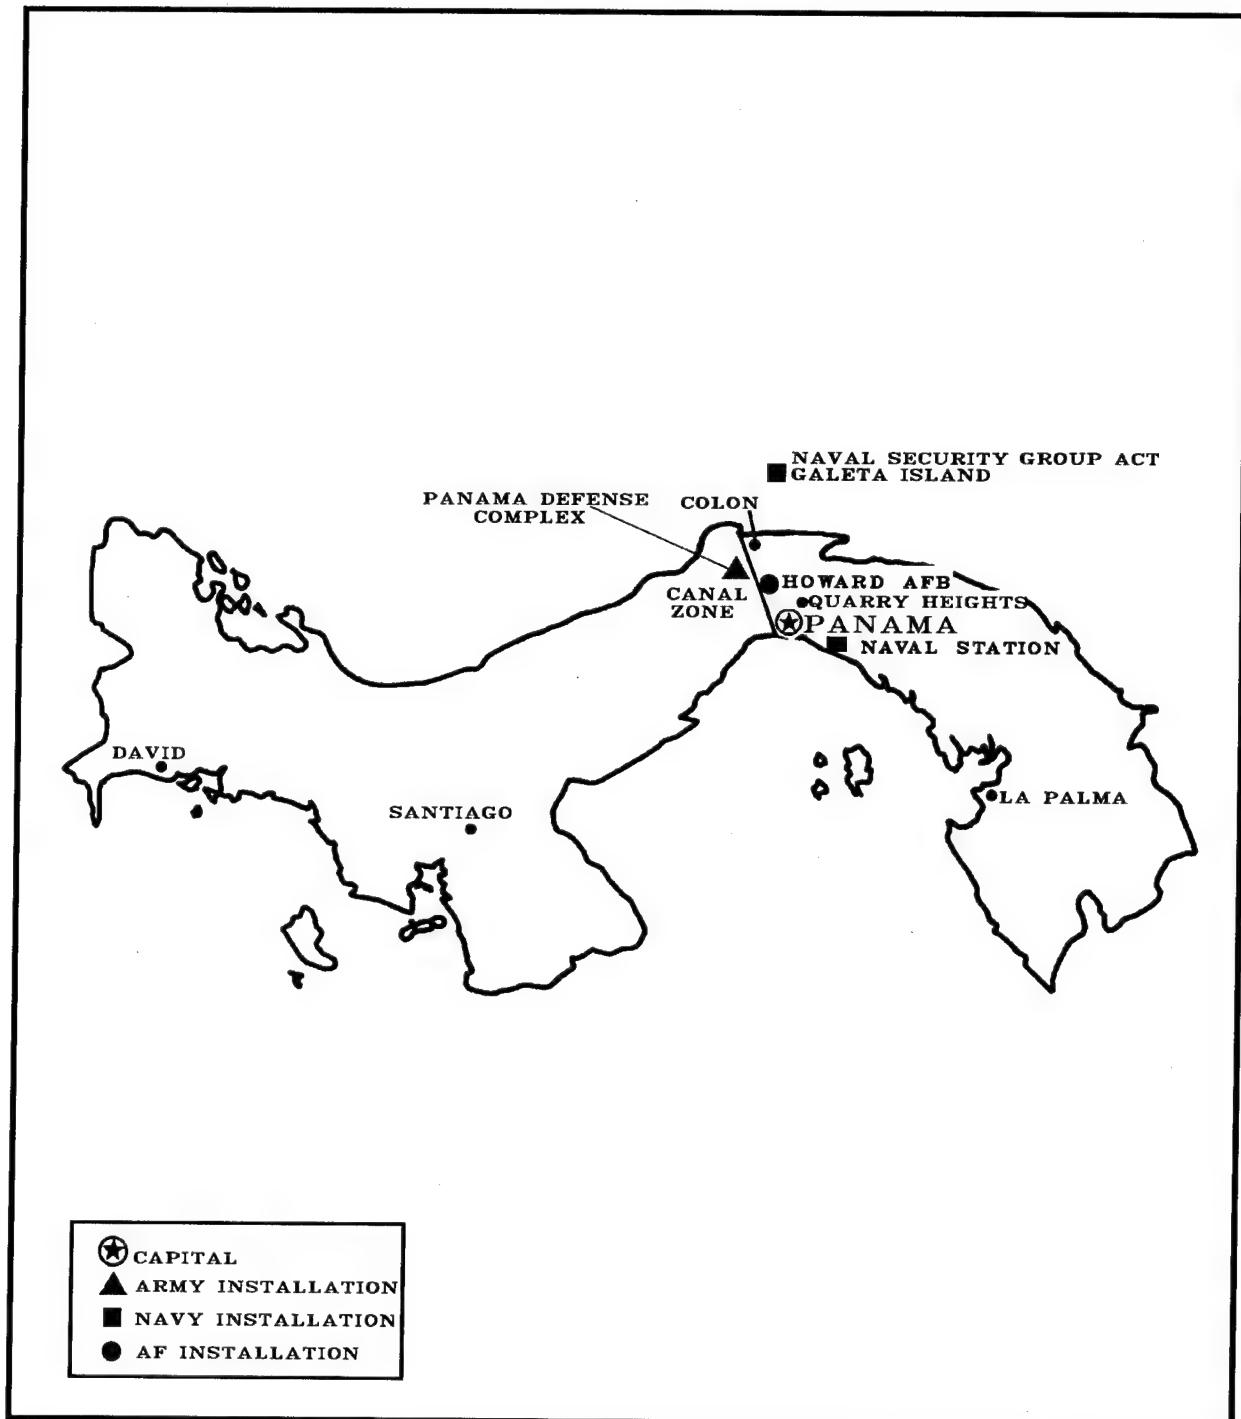 NAVAL SECURITY GROUP ACT
GALETA ISLAND
PANAMA DEFENSE
COMPLEX
COLON
CANAL
ZONE
HOWARD AFB
QUARRY HEIGHTS
PANAMA
NAVAL STATION
DAVID
SANTIAGO
LA PALMA
CAPITAL
ARMY INSTALLATION
NAVY INSTALLATION
AF INSTALLATION